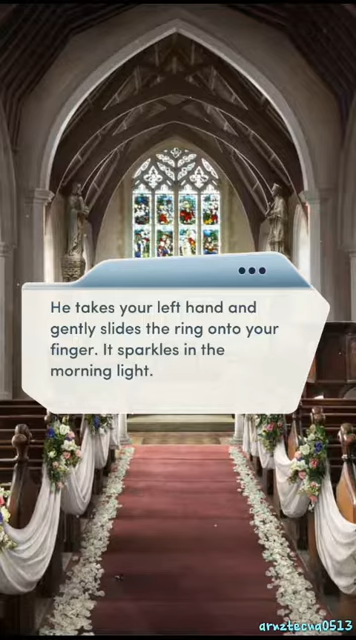 He takes your left hand and
gently slides the ring onto your
finger. It sparkles in the
morning light.
arnztecna0513